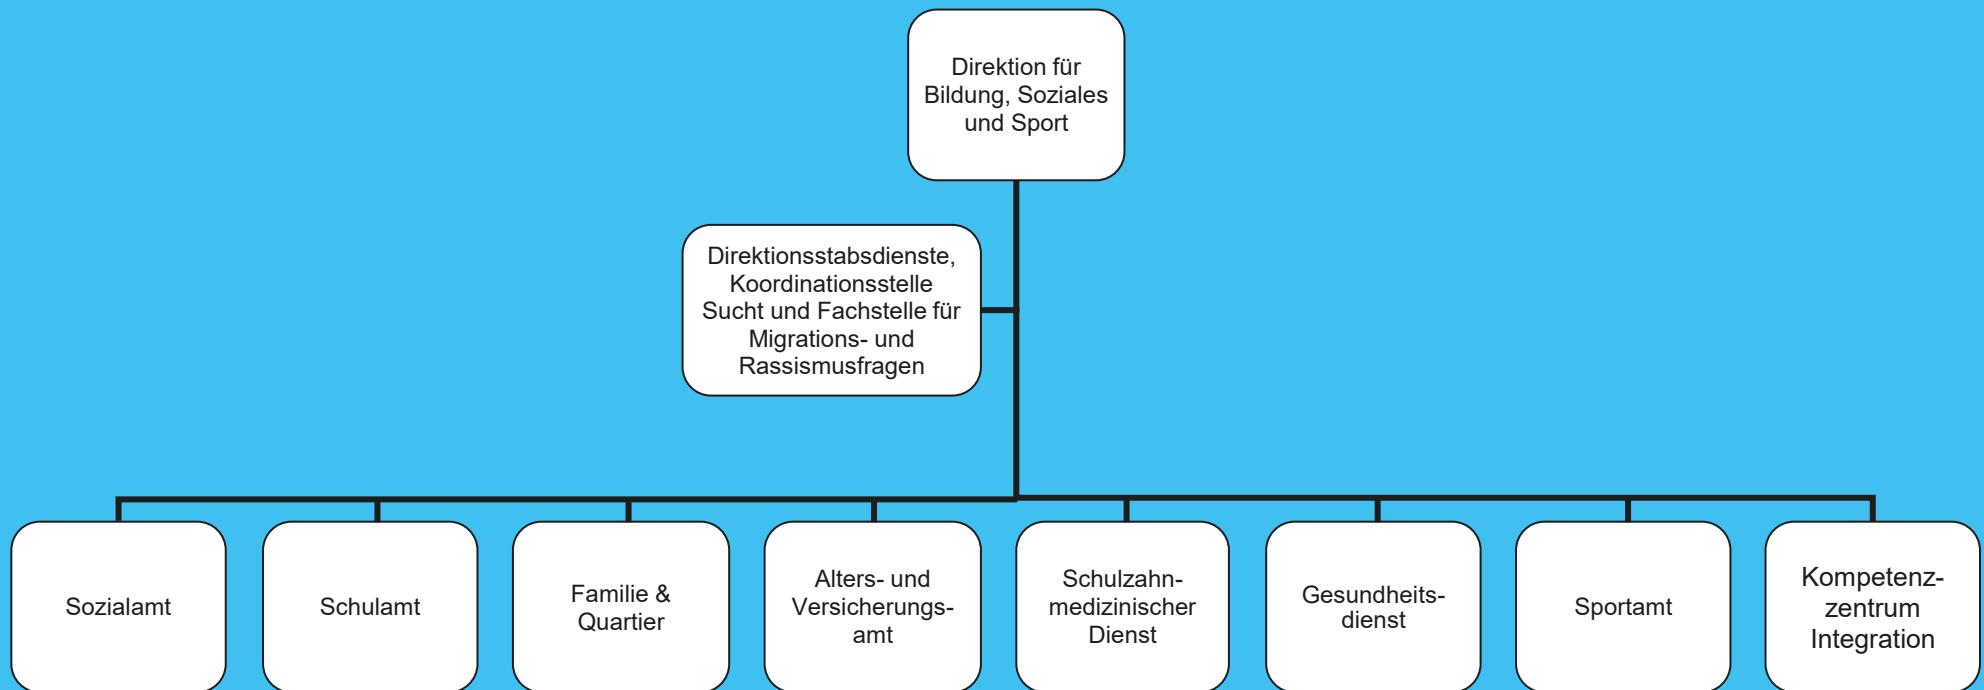 Direktion für
Bildung, Soziales
und Sport
Direktionsstabsdienste,
Koordinationsstelle
Sucht und Fachstelle für
Migrations- und
Rassismusfragen
Sozialamt
Schulamt
Familie &
Quartier
Alters- und
Versicherungs-
amt
Schulzahn-
medizinischer
Dienst
Gesundheits-
dienst
Sportamt
Kompetenz-
zentrum
Integration